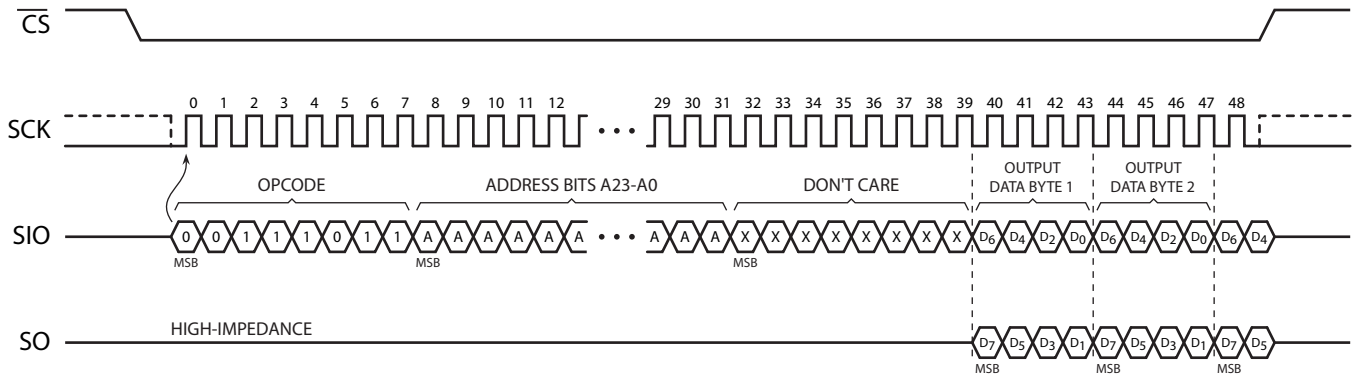 CS
0 1 2 3 4 5 6 7 8 9 10 11 12 29 30 31 32 33 34 35 36 37 38 39 40 41 42 43 44 45 46 47 48
SCK
• • •
OPCODE
ADDRESS BITS A23-A0
DON'T CARE
OUTPUT
DATA BYTE 1
OUTPUT
DATA BYTE 2
SIO
0 0 1 1 1 0 1 1 A A A A A A • • • A A A X X X X X X X X D6 D4 D2 D0 D6 D4 D2 D0 D6 D4
MSB MSB MSB
HIGH-IMPEDANCE
SO
D7 D5 D3 D1 D7 D5 D3 D1 D7 D5
MSB MSB MSB